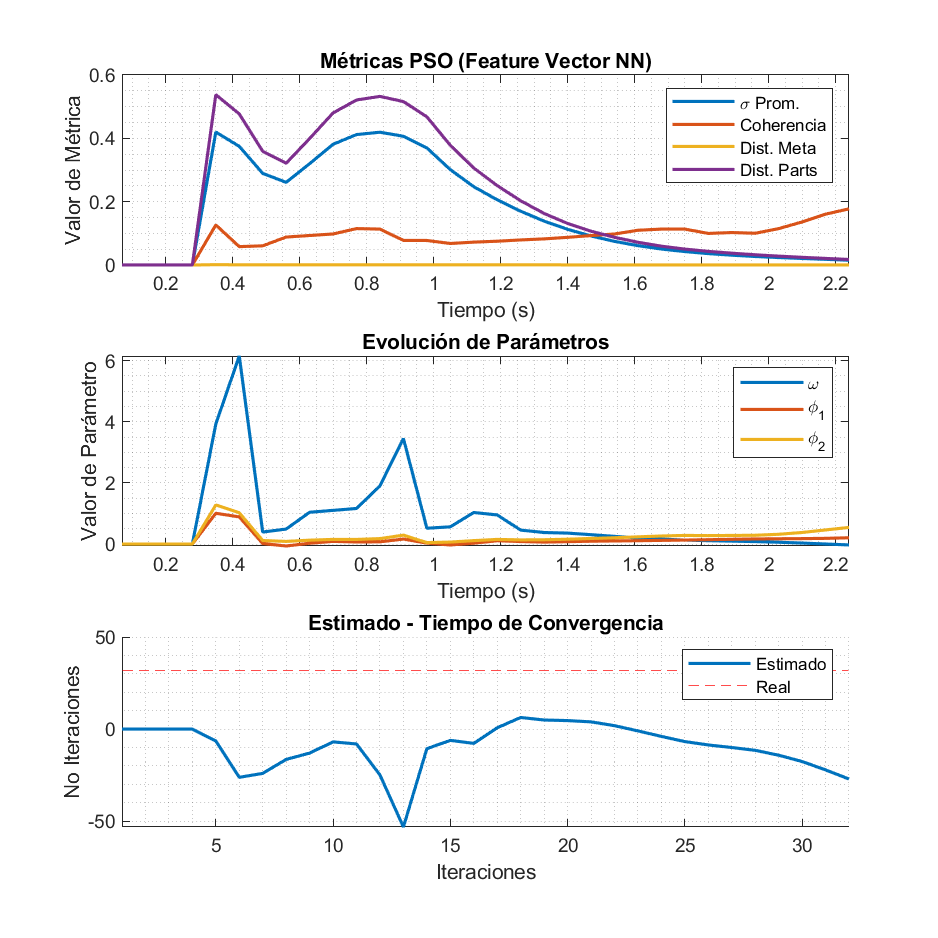 Métricas PSO (Feature Vector NN)
Valor de Métrica
0.6
0.4
0.2
0
σ Prom.
Coherencia
Dist. Meta
Dist. Parts
0.2 0.4 0.6 0.8 1 1.2 1.4 1.6 1.8 2 2.2
Tiempo (s)
Evolución de Parámetros
Valor de Parámetro
6
4
2
0
ω
ϕ1
ϕ2
0.2 0.4 0.6 0.8 1 1.2 1.4 1.6 1.8 2 2.2
Tiempo (s)
Estimado - Tiempo de Convergencia
No Iteraciones
50
0
-50
Estimado
Real
5 10 15 20 25 30
Iteraciones